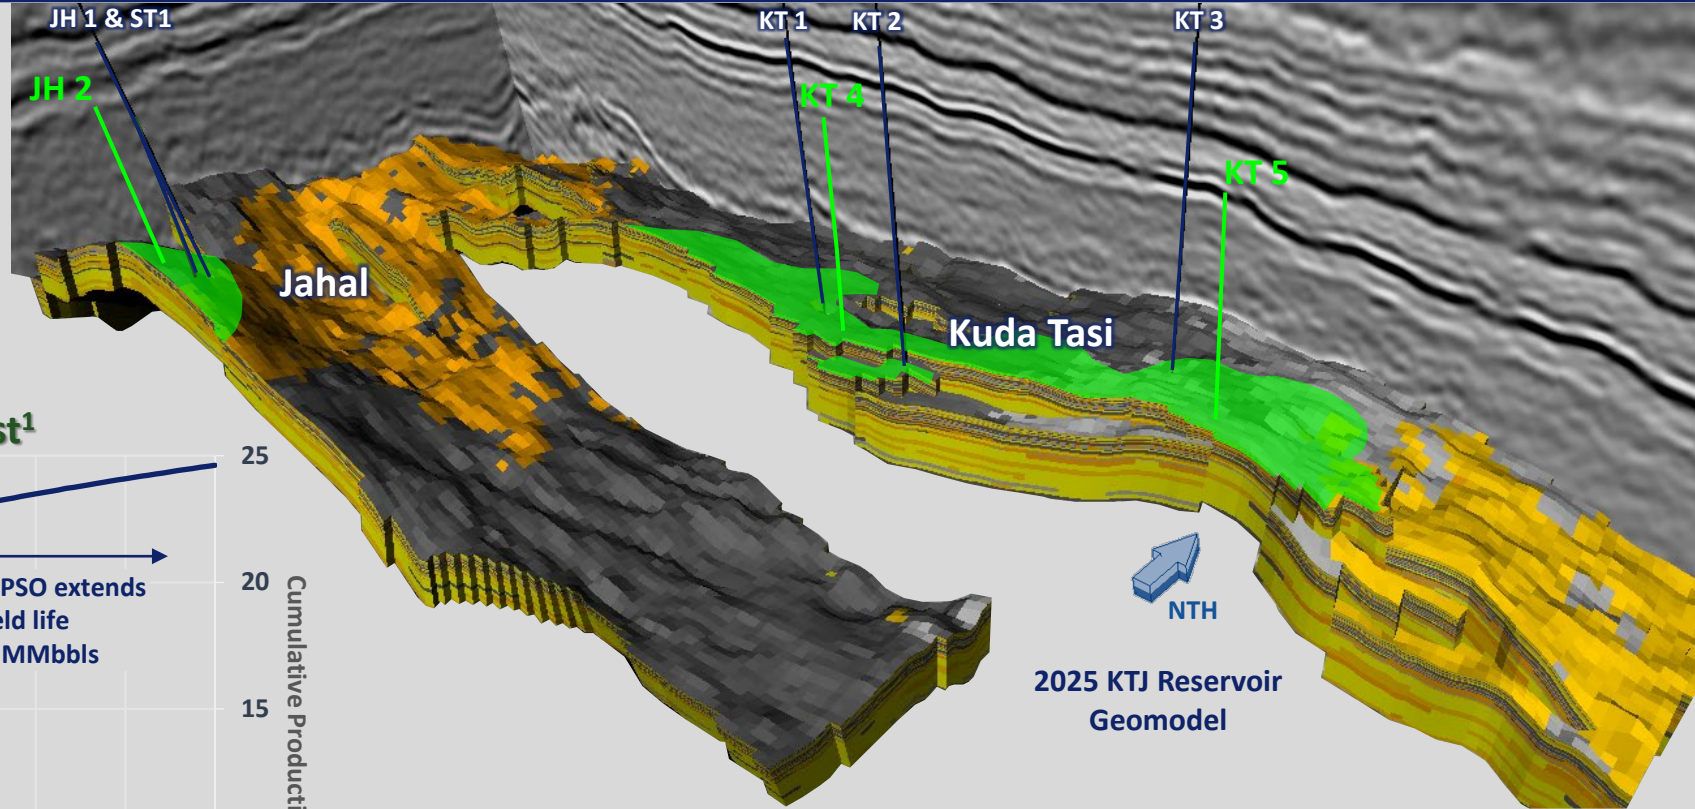 JH 1 & ST1
KT 1
KT 2
KT 3
JH 2
KT 4
KT 5
Jahal
Kuda Tasi
st¹
25
PSO extends
eld life
MMbbls
20
15
Cumulative Producti
NTH
2025 KTJ Reservoir
Geomodel